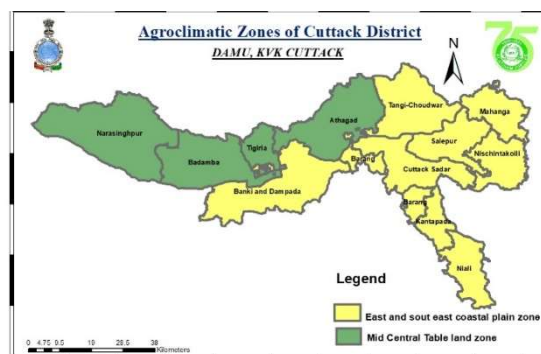 Agroclimatic Zones of Cuttack District
DAMU, KVK CUTTACK
75
N
Tangi-Choudwar
Mahanga
Athagad
Narasinghpur
Salepur
Tigiria
Nischintakoili
Badamba
Barang
Cuttack Sadar
Banki and Dampada
Barang
Kantapada
Niali
Legend
East and sout east coastal plain zone
Mid Central Table land zone
0 4.75 9.5 19 28.5 38
Kilometers